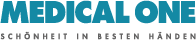 MEDICAL ONE
SCHÖNHEIT IN BESTEN HÄNDEN